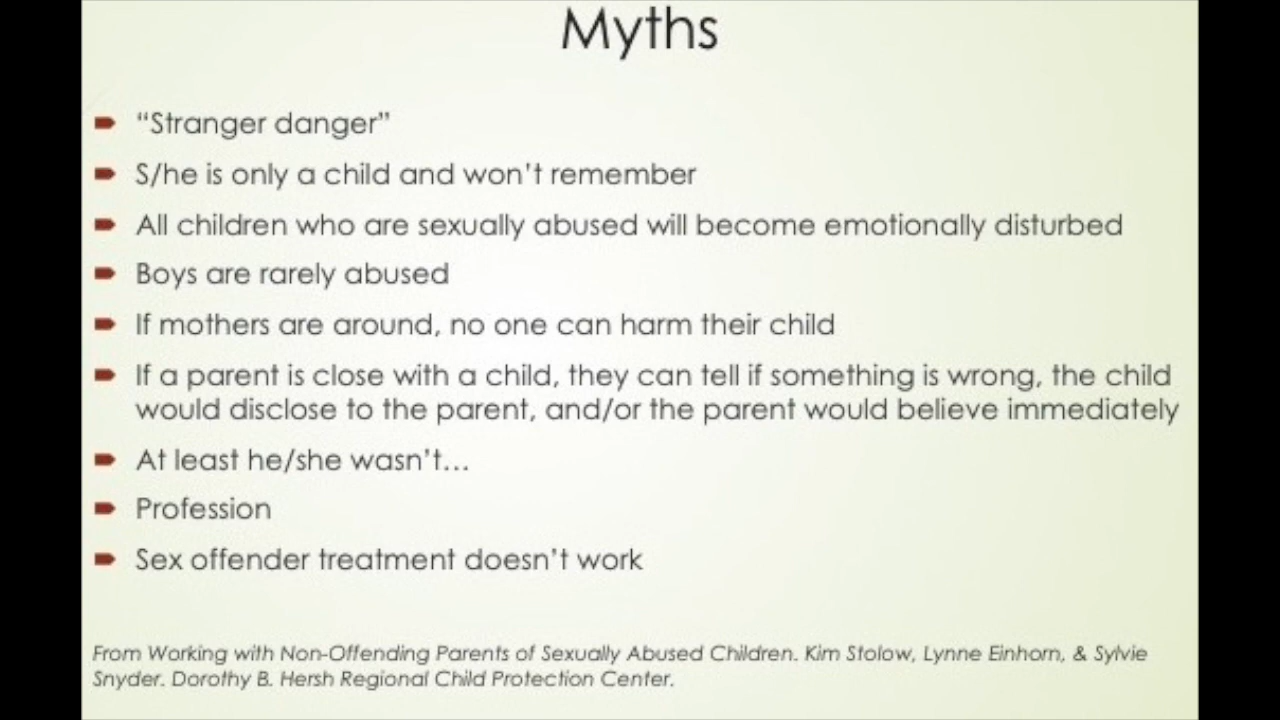 Myths
“Stranger danger”
S/he is only a child and won’t remember
All children who are sexually abused will become emotionally disturbed
Boys are rarely abused
If mothers are around, no one can harm their child
If a parent is close with a child, they can tell if something is wrong, the child
would disclose to the parent, and/or the parent would believe immediately
At least he/she wasn’t…
Profession
Sex offender treatment doesn’t work
From Working with Non-Offending Parents of Sexually Abused Children. Kim Stolow, Lynne Einhorn, & Sylvie
Snyder. Dorothy B. Hersh Regional Child Protection Center.